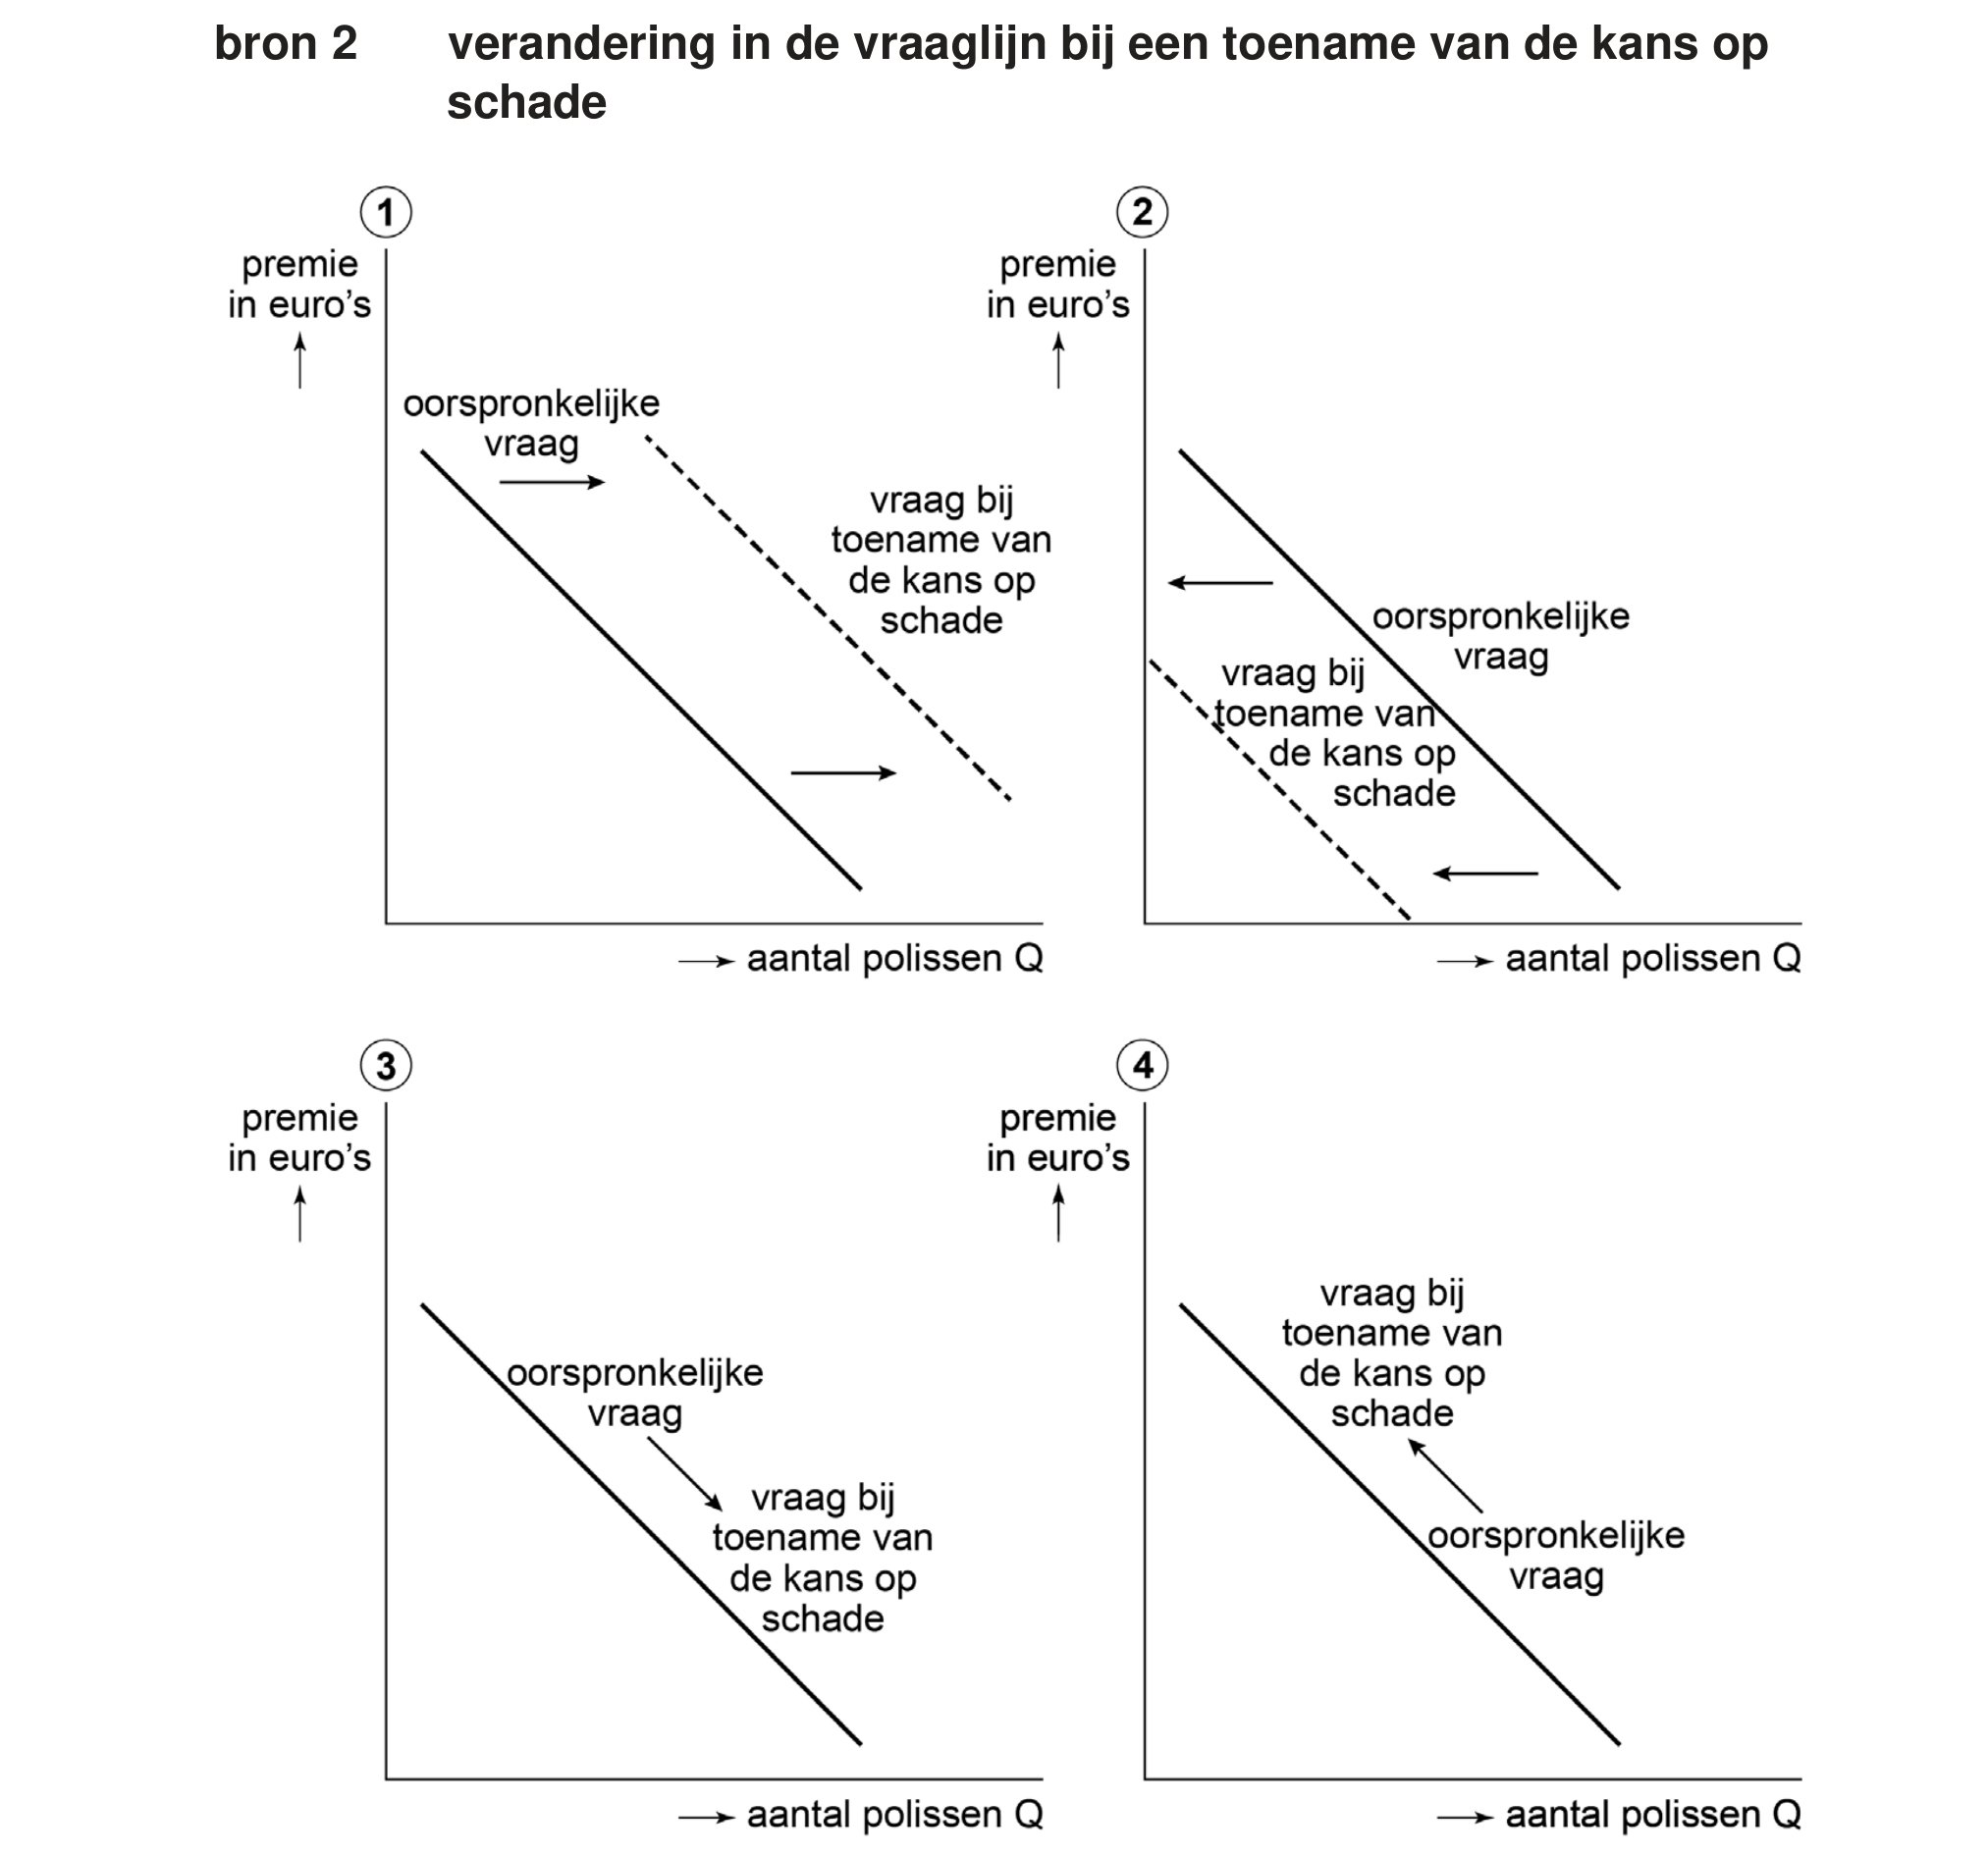 bron 2 verandering in de vraaglijn bij een toename van de kans op
schade
1
premie
in euro's
oorspronkelijke
vraag
vraag bij
toename van
de kans op
schade
aantal polissen Q
2
premie
in euro's
oorspronkelijke
vraag
vraag bij
toename van
de kans op
schade
aantal polissen Q
3
premie
in euro's
oorspronkelijke
vraag
vraag bij
toename van
de kans op
schade
aantal polissen Q
4
premie
in euro's
vraag bij
toename van
de kans op
schade
oorspronkelijke
vraag
aantal polissen Q